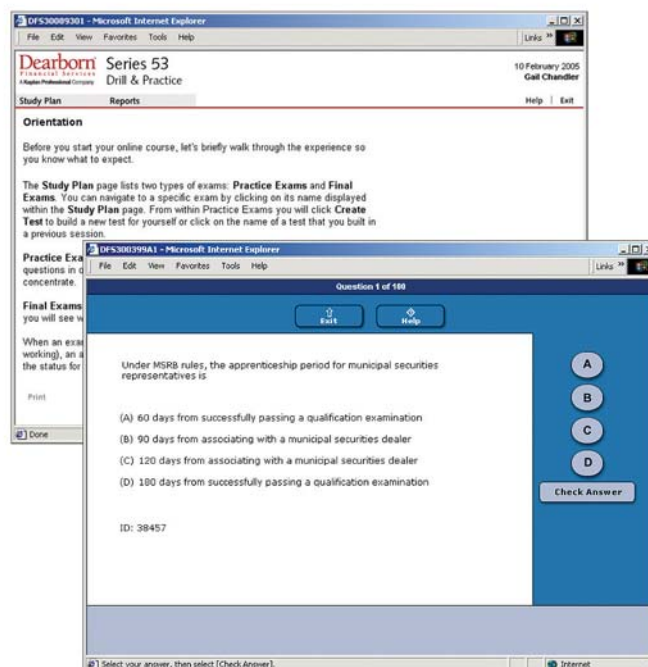 DFS30089301 - Microsoft Internet Explorer
File Edit View Favorites Tools Help
Links »
Dearborn
Financial Services
A Kaplan Professional Company
Series 53
Drill & Practice
10 February 2005
Gail Chandler
Study Plan Reports Help | Exit
Orientation
Before you start your online course, let's briefly walk through the experience so
you know what to expect.
The Study Plan page lists two types of exams: Practice Exams and Final
Exams. You can navigate to a specific exam by clicking on its name displayed
within the Study Plan page. From within Practice Exams you will click Create
Test to build a new test for yourself or click on the name of a test that you built in
a previous session.
Practice Exa
questions in o
concentrate.
Final Exams
you will see w
When an exa
working), an a
the status for
Print
Done
DFS300399A1 - Microsoft Internet Explorer
File Edit View Favorites Tools Help
Links »
Question 1 of 100
Exit Help
Under MSRB rules, the apprenticeship period for municipal securities
representatives is
(A) 60 days from successfully passing a qualification examination
(B) 90 days from associating with a municipal securities dealer
(C) 120 days from associating with a municipal securities dealer
(D) 180 days from successfully passing a qualification examination
ID: 38457
A
B
C
D
Check Answer
Select your answer, then select [Check Answer].
Internet